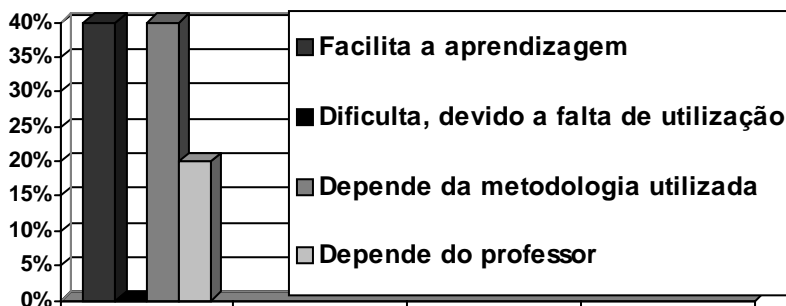 40%
35%
30%
25%
20%
15%
10%
5%
0%
Facilita a aprendizagem
Dificulta, devido a falta de utilização
Depende da metodologia utilizada
Depende do professor